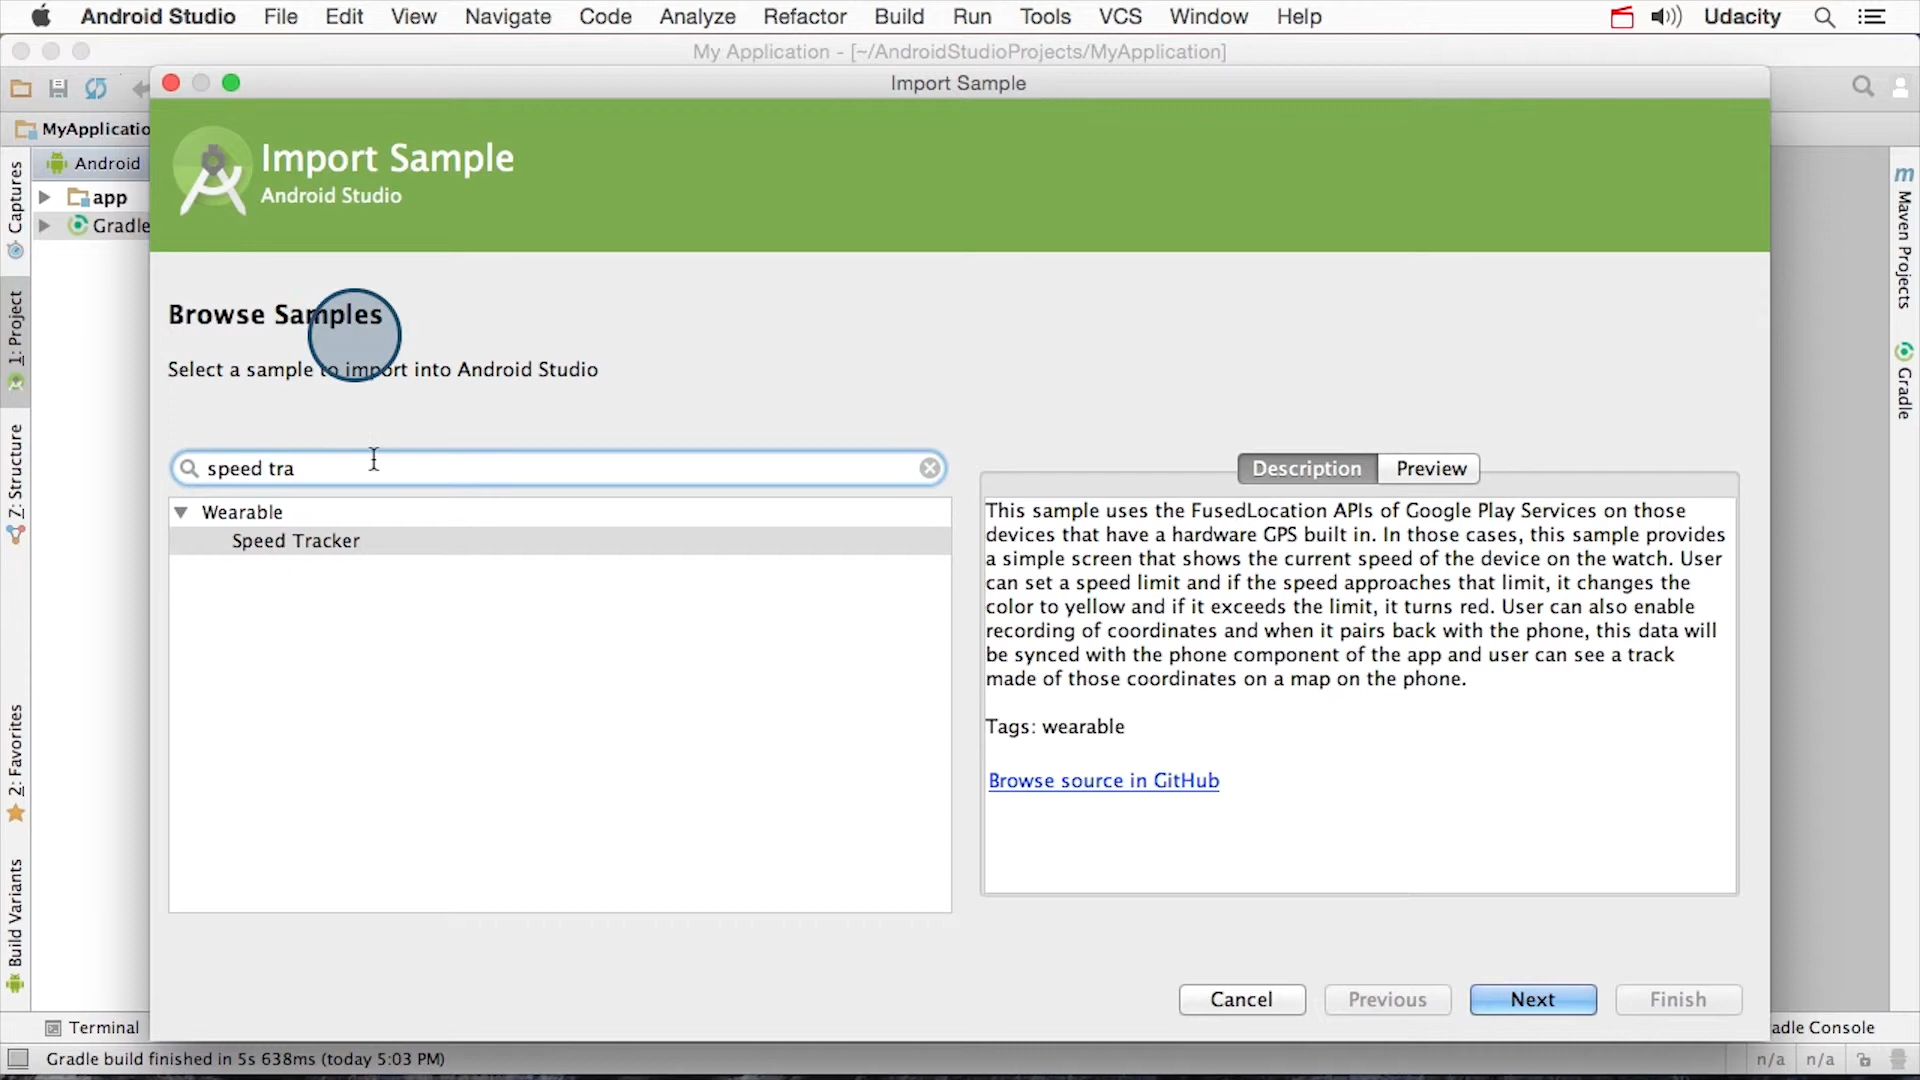 Android Studio File Edit View Navigate Code Analyze Refactor Build Run Tools VCS Window Help Udacity
My Application - [~/AndroidStudioProjects/MyApplication]
Import Sample
MyApplicatio
Android
app
Gradle
Captures
1: Project
Z: Structure
2: Favorites
Build Variants
Import Sample
Android Studio
Browse Samples
Select a sample to import into Android Studio
speed tra
Wearable
Speed Tracker
Description Preview
This sample uses the FusedLocation APIs of Google Play Services on those
devices that have a hardware GPS built in. In those cases, this sample provides
a simple screen that shows the current speed of the device on the watch. User
can set a speed limit and if the speed approaches that limit, it changes the
color to yellow and if it exceeds the limit, it turns red. User can also enable
recording of coordinates and when it pairs back with the phone, this data will
be synced with the phone component of the app and user can see a track
made of those coordinates on a map on the phone.
Tags: wearable
Browse source in GitHub
Cancel Previous Next Finish
m
Maven Projects
Gradle
Terminal
adle Console
Gradle build finished in 5s 638ms (today 5:03 PM)
n/a n/a